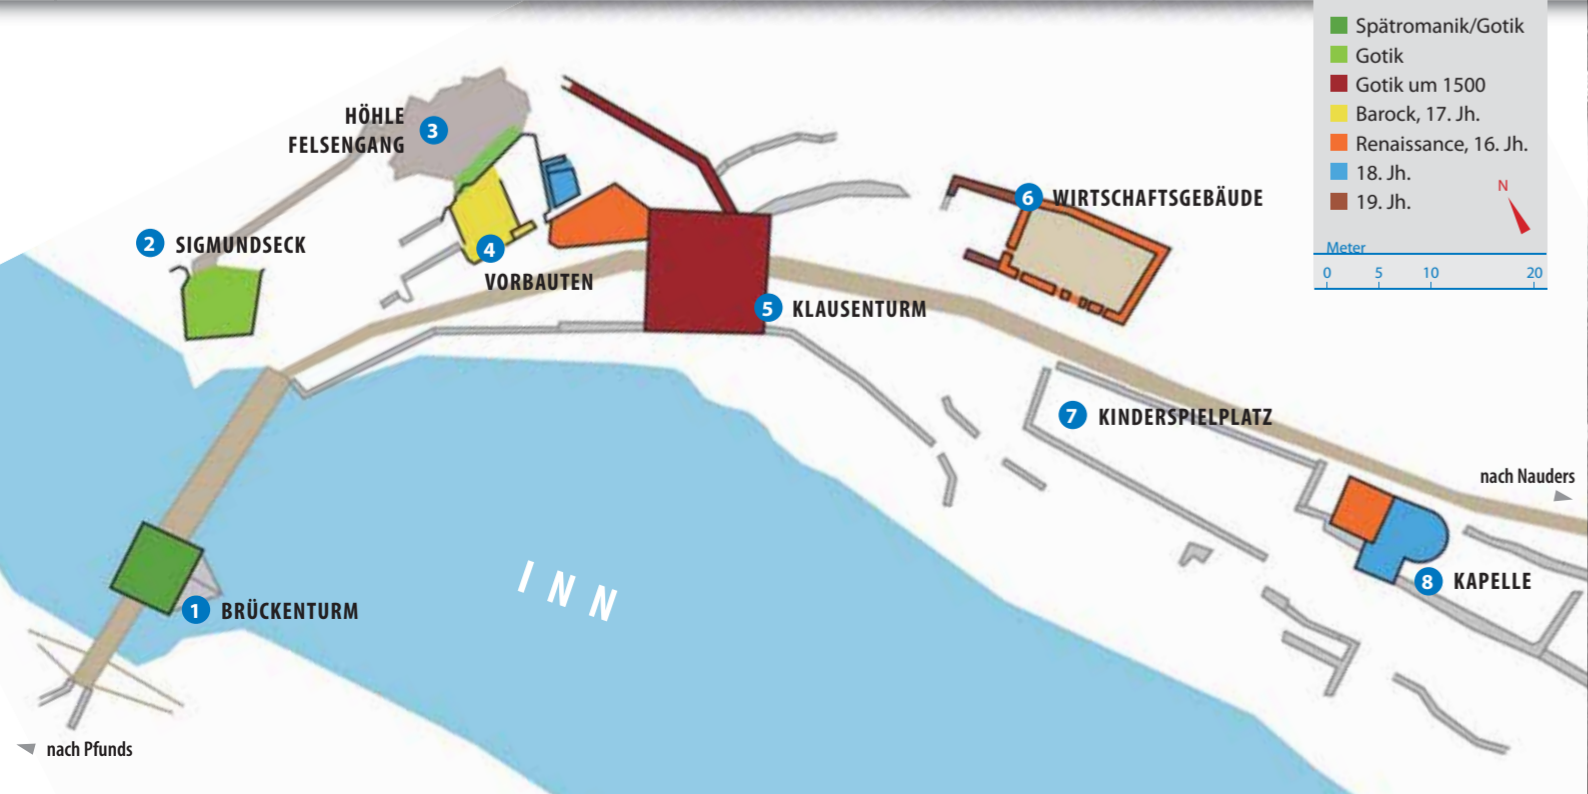 Spätromanik/Gotik
Gotik
Gotik um 1500
Barock, 17. Jh.
Renaissance, 16. Jh.
18. Jh.
19. Jh.
N
Meter
0 5 10 20
HÖHLE
FELSENGANG
3
2 SIGMUNDSECK
4
VORBAUTEN
5 KLAUSENTURM
6 WIRTSCHAFTSGEBÄUDE
7 KINDERSPIELPLATZ
nach Nauders
8 KAPELLE
INN
1 BRÜCKENTURM
nach Pfunds